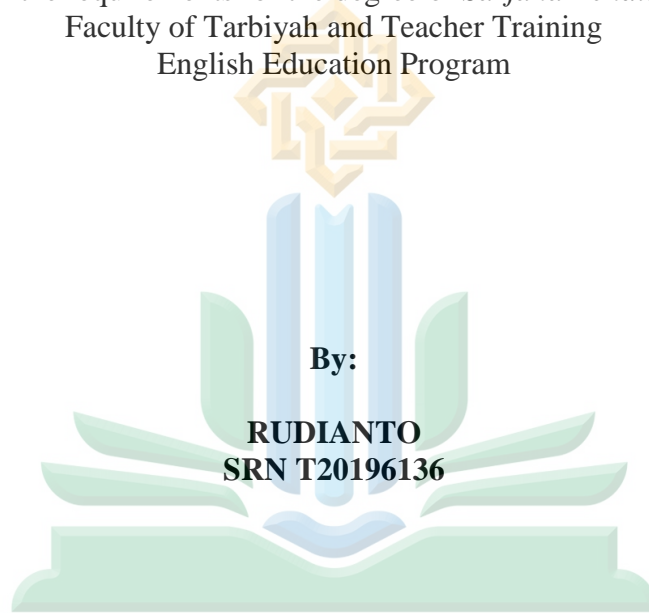 Faculty of Tarbiyah and Teacher Training
English Education Program
By:
RUDIANTO
SRN T20196136